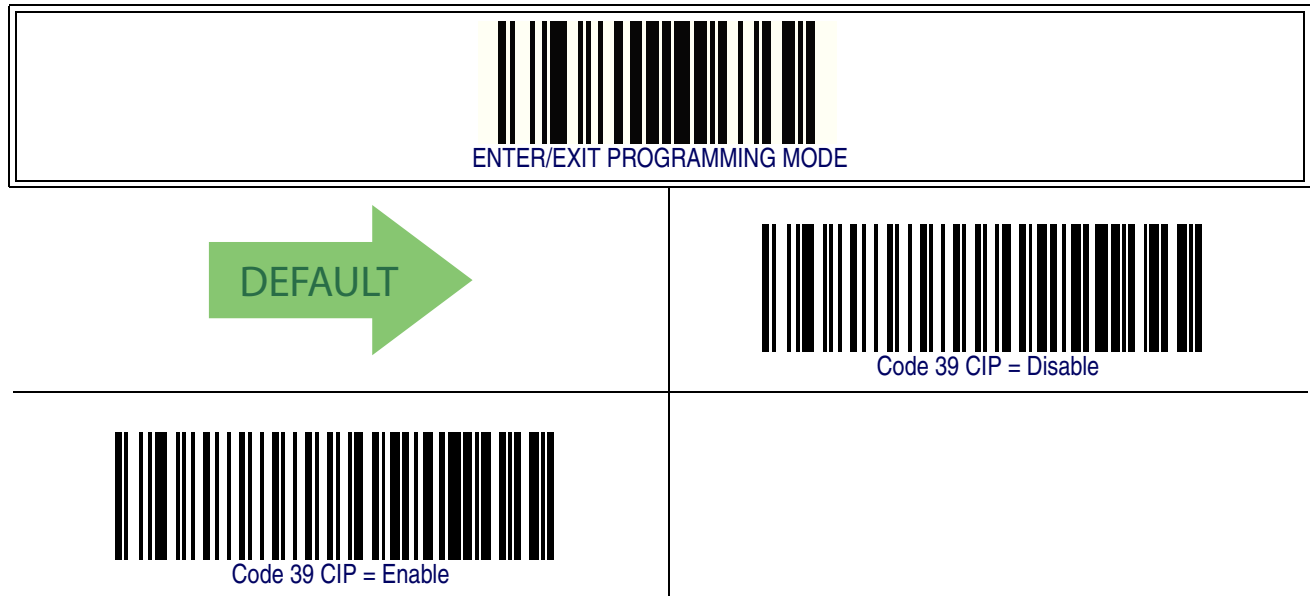 ENTER/EXIT PROGRAMMING MODE
DEFAULT
Code 39 CIP = Disable
Code 39 CIP = Enable